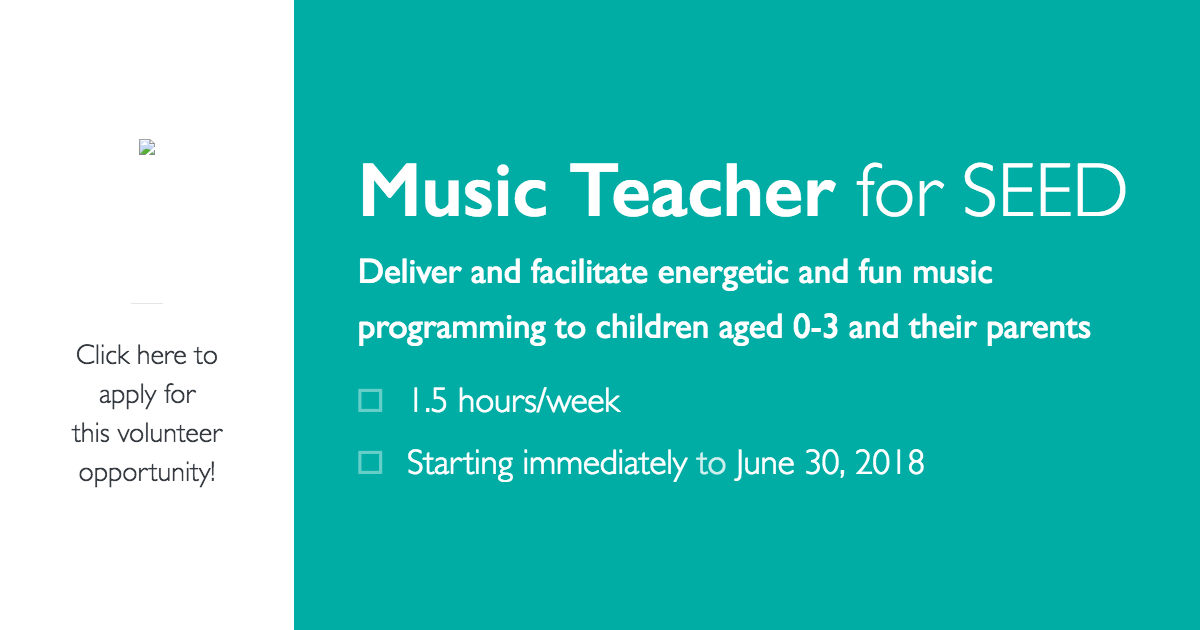 Click here to
apply for
this volunteer
opportunity!
Music Teacher for SEED
Deliver and facilitate energetic and fun music
programming to children aged 0-3 and their parents
1.5 hours/week
Starting immediately to June 30, 2018